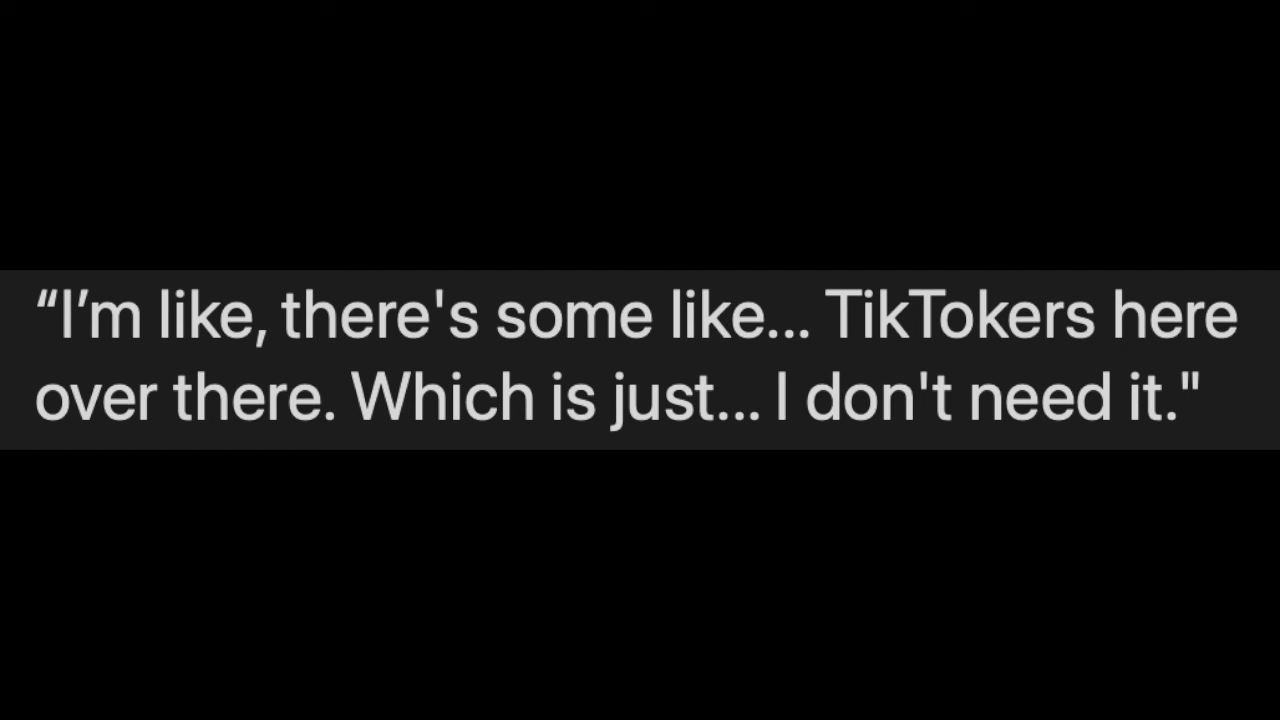 “I’m like, there's some like... TikTokers here
over there. Which is just... I don't need it."